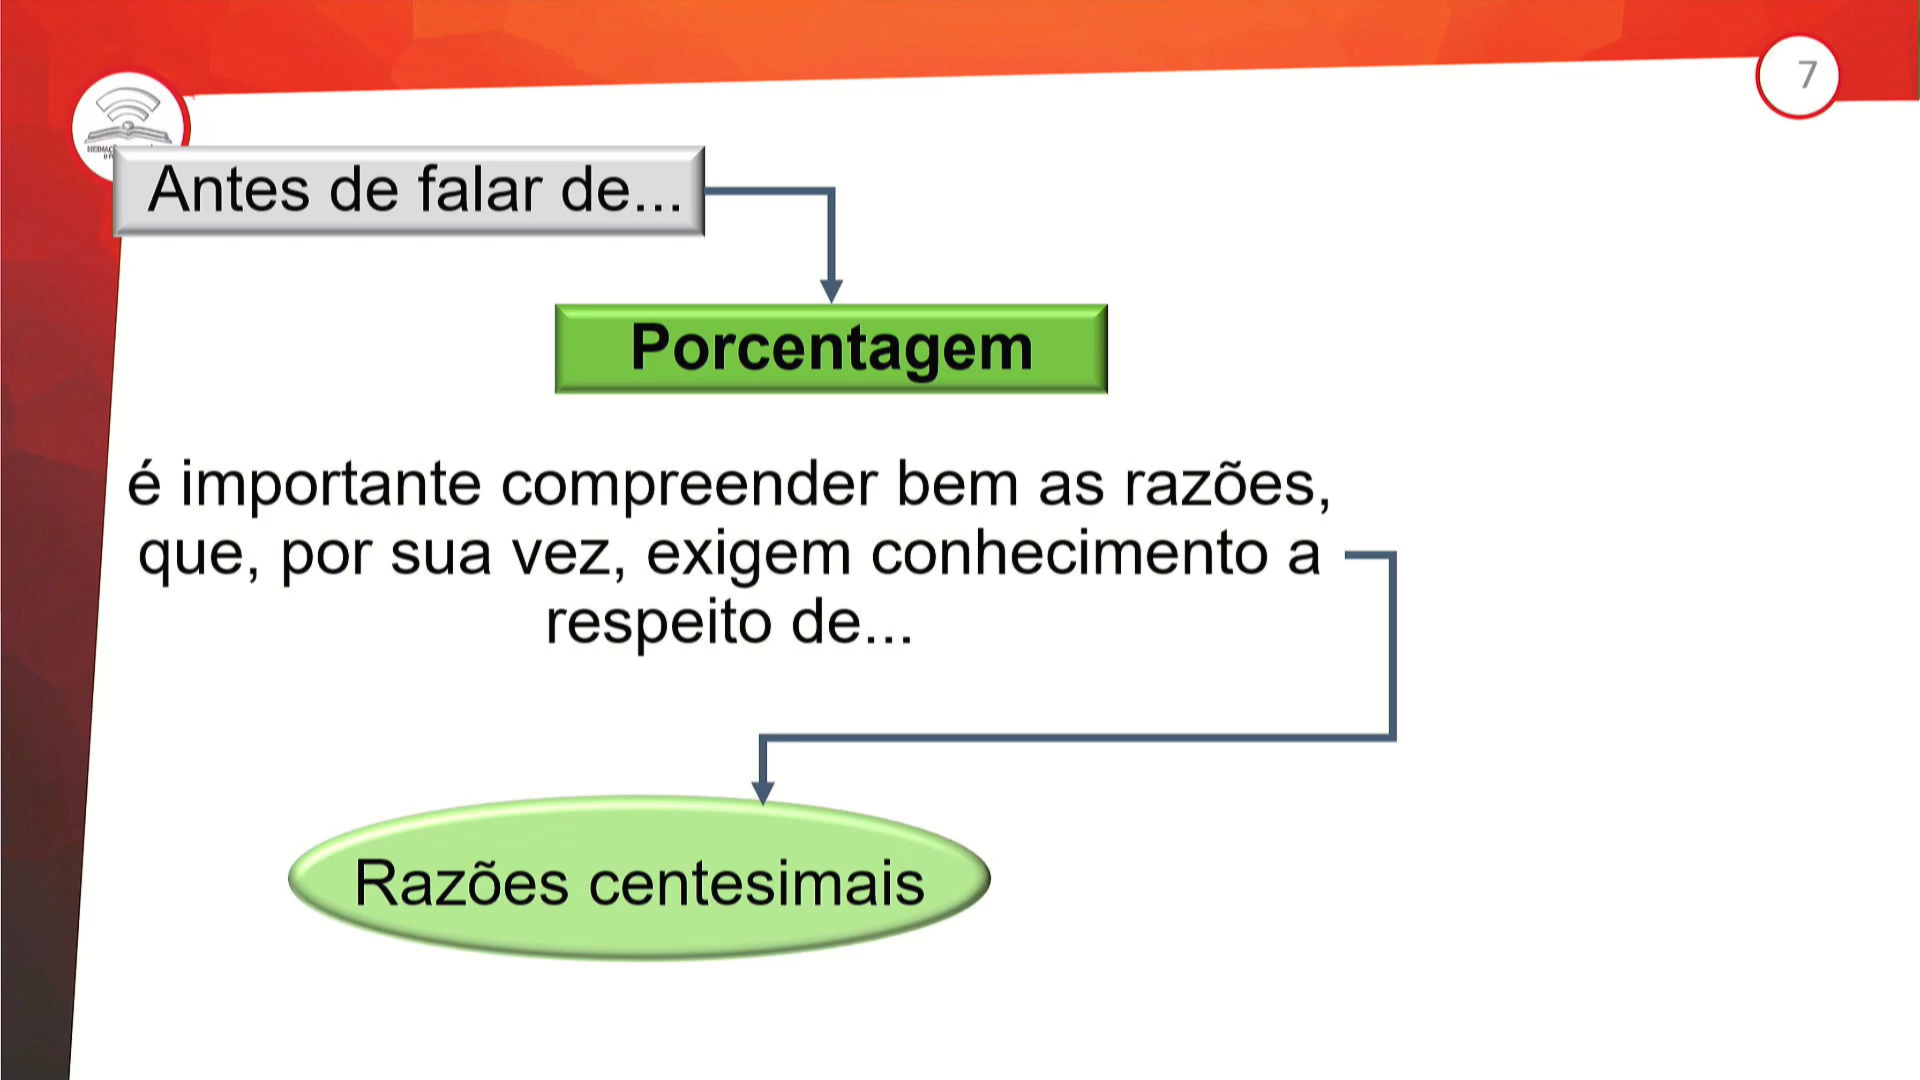 7
Antes de falar de...
Porcentagem
é importante compreender bem as razões,
que, por sua vez, exigem conhecimento a
respeito de...
Razões centesimais